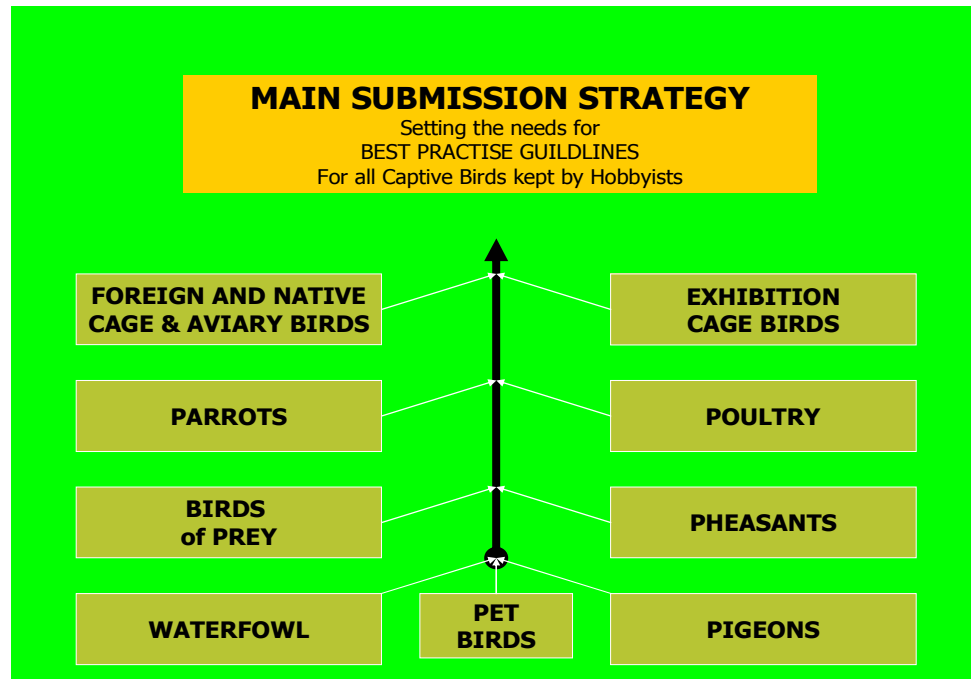 MAIN SUBMISSION STRATEGY
Setting the needs for
BEST PRACTISE GUILDLINES
For all Captive Birds kept by Hobbyists
FOREIGN AND NATIVE
CAGE & AVIARY BIRDS
EXHIBITION
CAGE BIRDS
PARROTS
POULTRY
BIRDS
of PREY
PHEASANTS
WATERFOWL
PET
BIRDS
PIGEONS